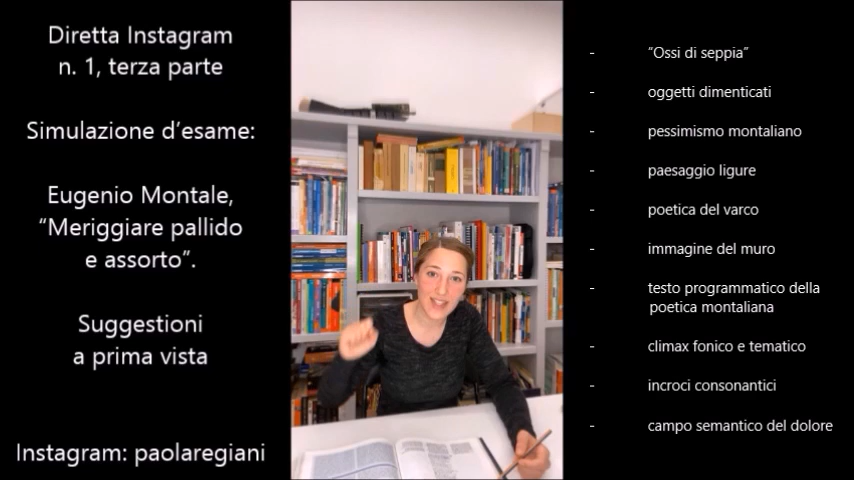 Diretta Instagram
n. 1, terza parte
Simulazione d’esame:
Eugenio Montale,
“Meriggiare pallido
e assorto”.
Suggestioni
a prima vista
Instagram: paolaregiani
- “Ossi di seppia”
- oggetti dimenticati
- pessimismo montaliano
- paesaggio ligure
- poetica del varco
- immagine del muro
- testo programmatico della
poetica montaliana
- climax fonico e tematico
- incroci consonantici
- campo semantico del dolore